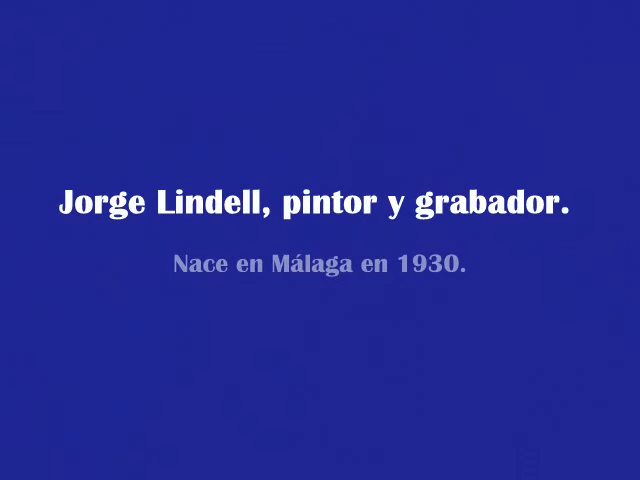 Jorge Lindell, pintor y grabador.
Nace en Málaga en 1930.